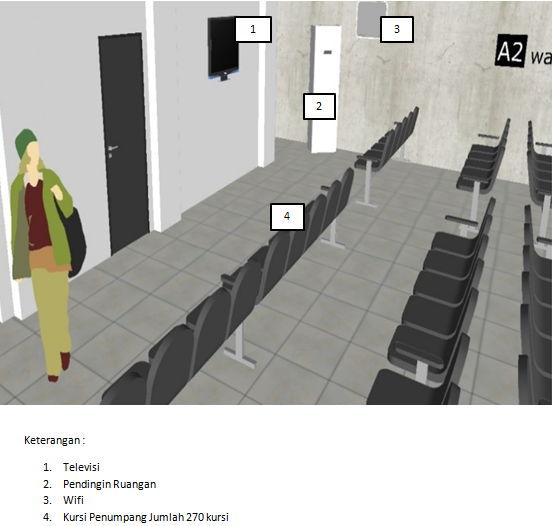 1
3
A2 wa
2
4
Keterangan :
1. Televisi
2. Pendingin Ruangan
3. Wifi
4. Kursi Penumpang Jumlah 270 kursi